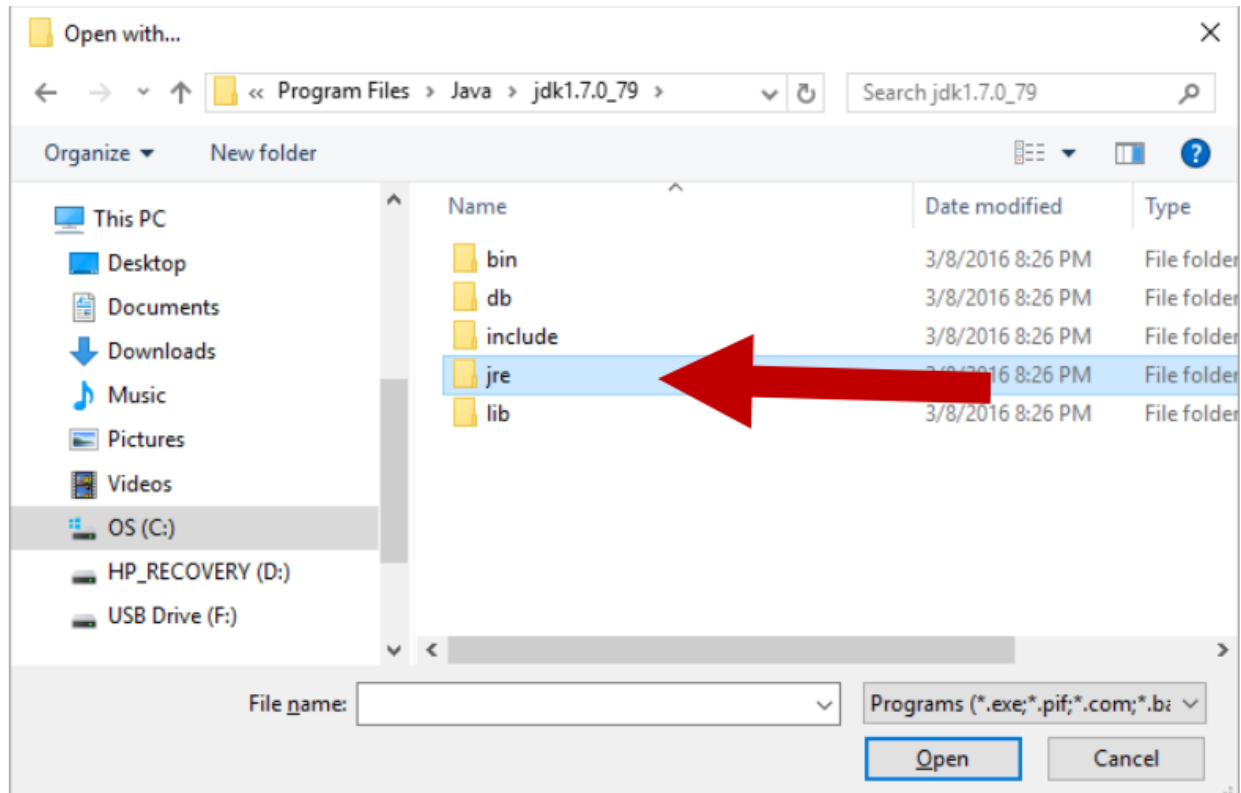 Open with...
« Program Files › Java › jdk1.7.0_79 ›
Search jdk1.7.0_79
Organize
New folder
This PC
Desktop
Documents
Downloads
Music
Pictures
Videos
OS (C:)
HP_RECOVERY (D:)
USB Drive (F:)
Name Date modified Type
bin 3/8/2016 8:26 PM File folder
db 3/8/2016 8:26 PM File folder
include 3/8/2016 8:26 PM File folder
jre 8:26 PM File folder
lib 3/8/2016 8:26 PM File folder
File name:
Programs (*.exe;*.pif;*.com;*.ba
Open Cancel